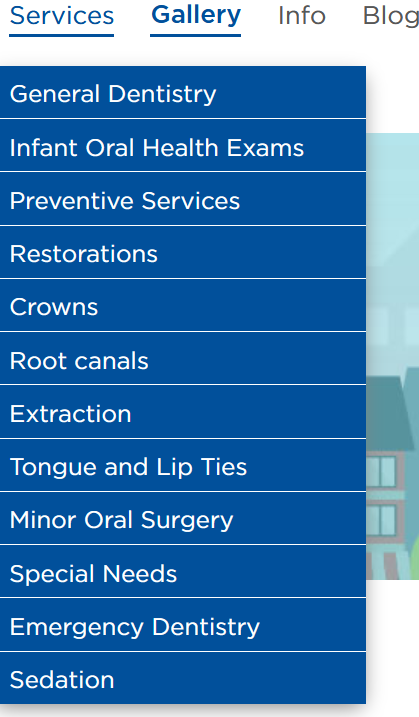 Services Gallery Info Blog
General Dentistry
Infant Oral Health Exams
Preventive Services
Restorations
Crowns
Root canals
Extraction
Tongue and Lip Ties
Minor Oral Surgery
Special Needs
Emergency Dentistry
Sedation